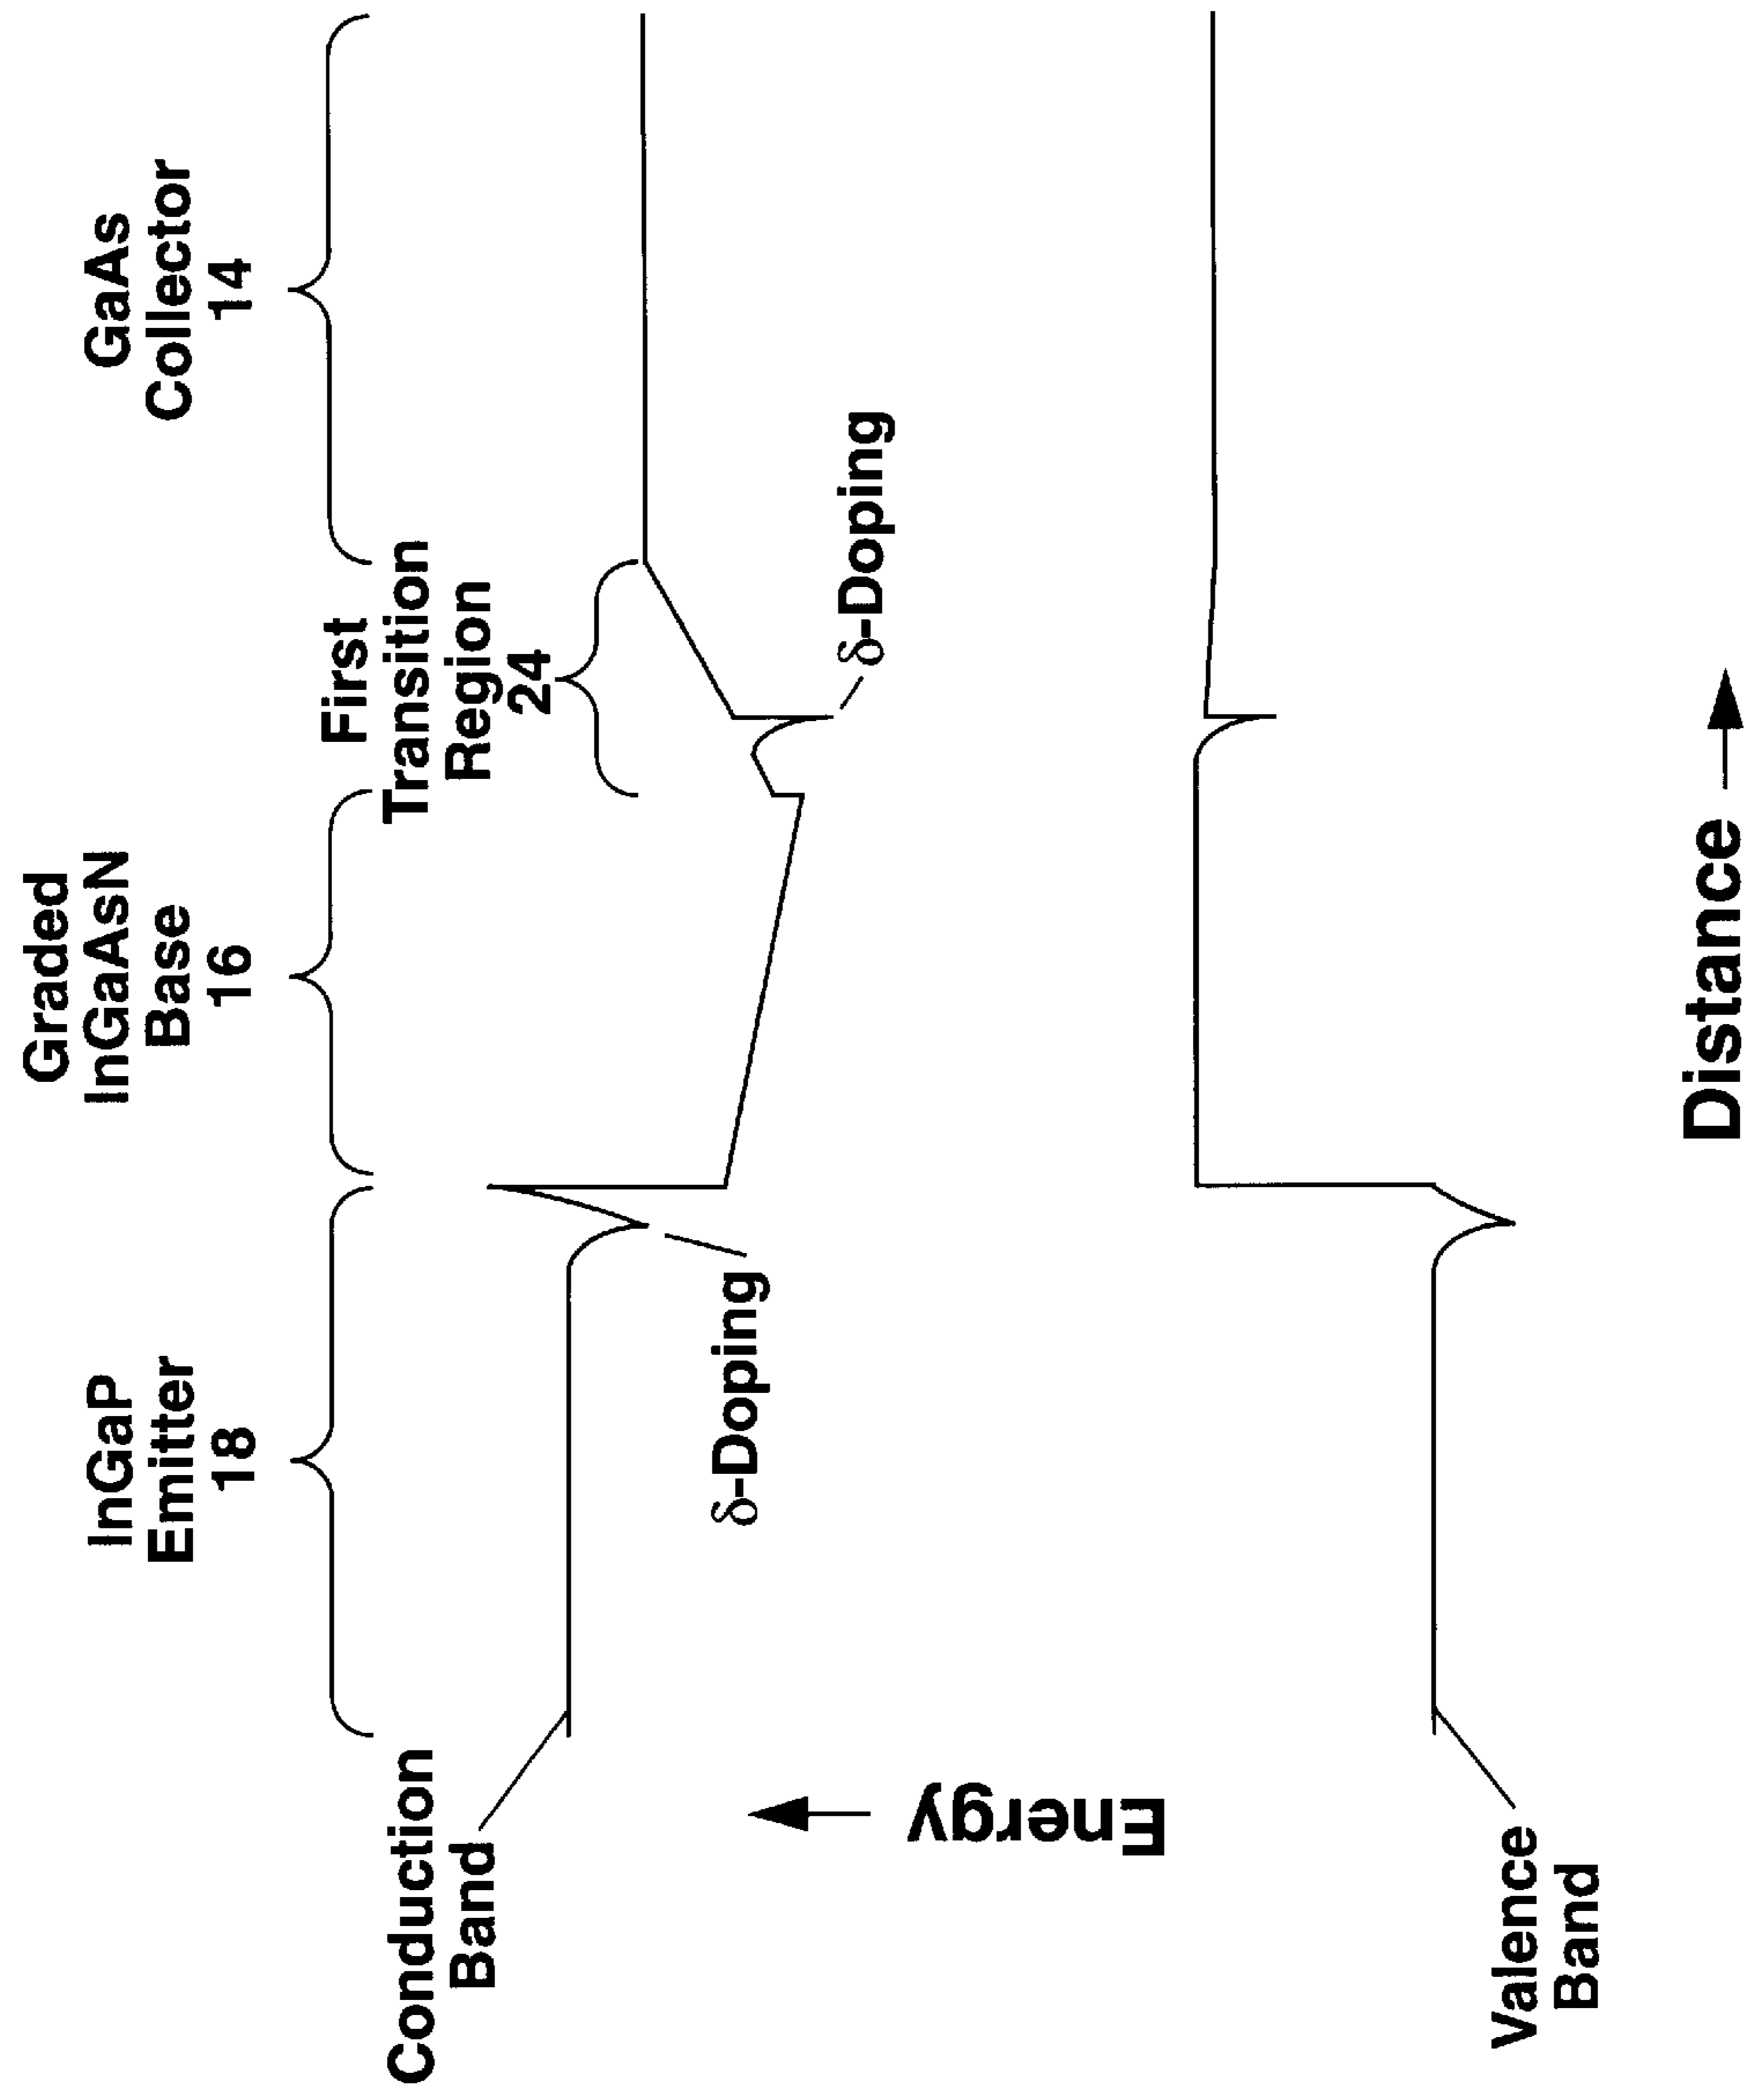 Conduction
Band
InGaP
Emitter
18
Graded
InGaAsN
Base
16
First
Transition
Region
24
GaAs
Collector
14
δ-Doping
δ-Doping
Energy
Valence
Band
Distance